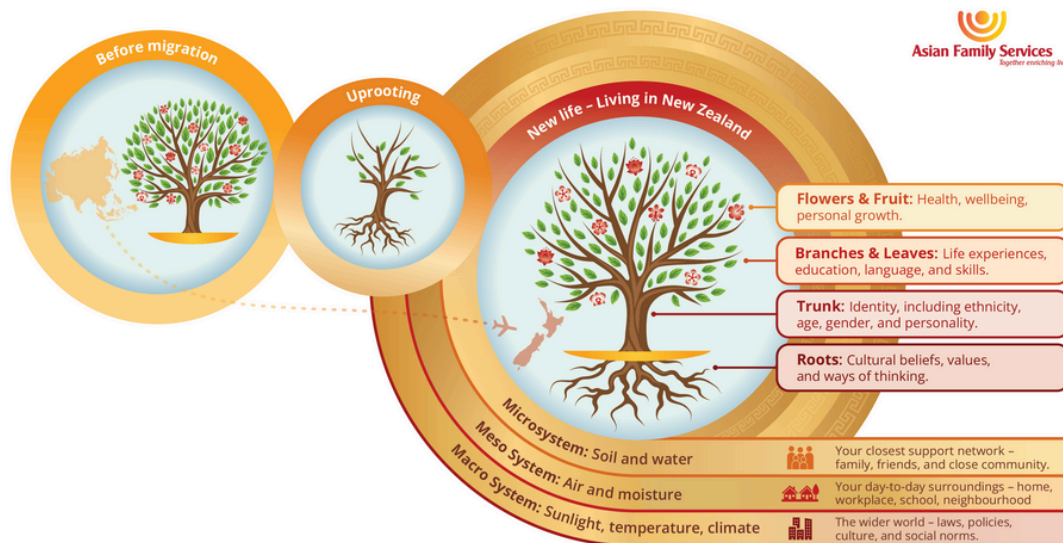 Before migration
Uprooting
New life – Living in New Zealand
Asian Family Services
Together enriching
Flowers & Fruit: Health, wellbeing,
personal growth.
Branches & Leaves: Life experiences,
education, language, and skills.
Trunk: Identity, including ethnicity,
age, gender, and personality.
Roots: Cultural beliefs, values,
and ways of thinking.
Microsystem: Soil and water
Your closest support network –
family, friends, and close community.
Meso System: Air and moisture
Your day-to-day surroundings – home,
workplace, school, neighbourhood
Macro System: Sunlight, temperature, climate
The wider world – laws, policies,
culture, and social norms.